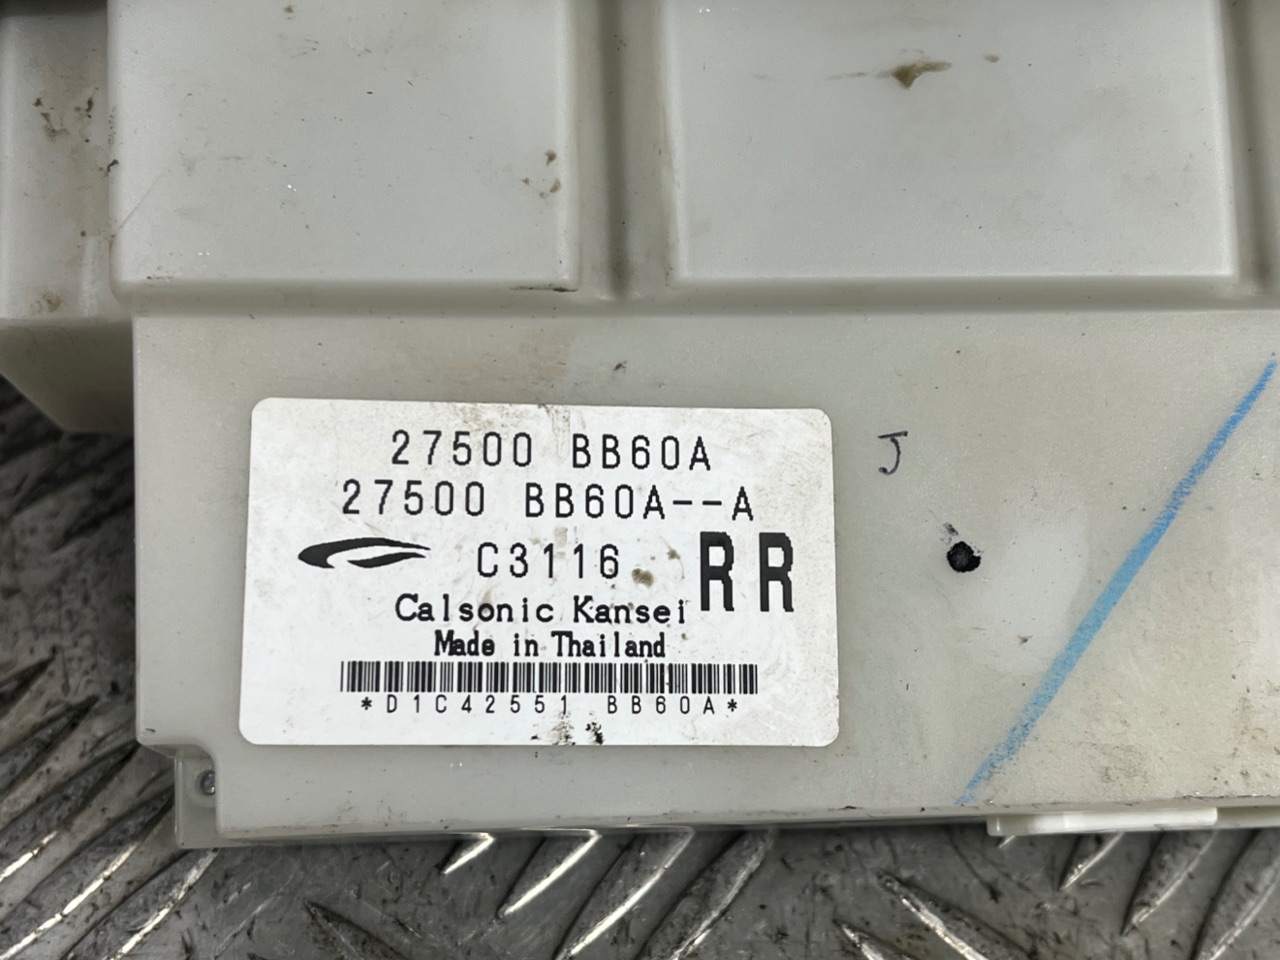 27500 BB60A
27500 BB60A--A
C3116 RR
Calsonic Kansei
Made in Thailand
*D1C42551 BB60A*
J